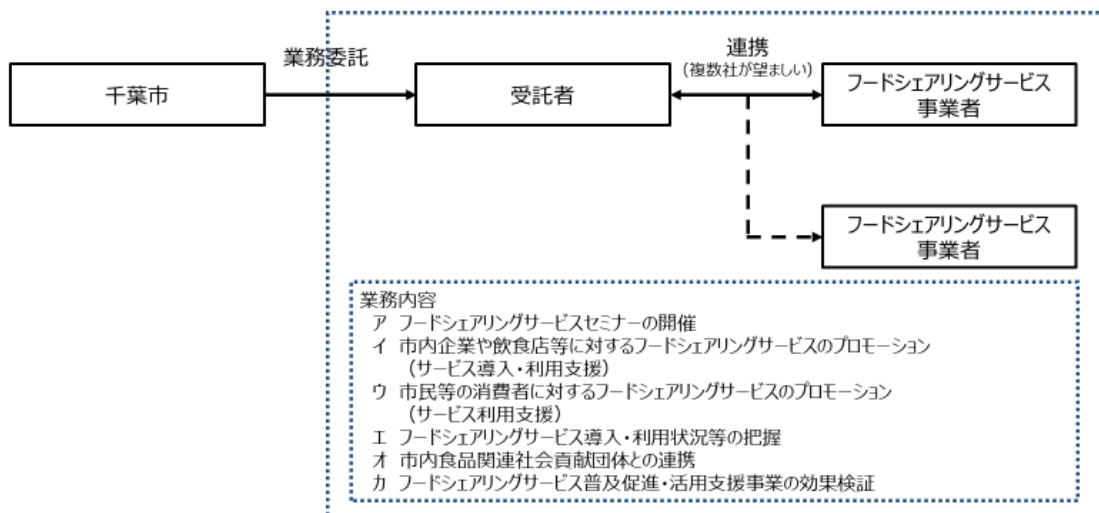 業務委託
連携
(複数社が望ましい)
千葉市
受託者
フードシェアリングサービス
事業者
フードシェアリングサービス
事業者
業務内容
ア フードシェアリングサービスセミナーの開催
イ 市内企業や飲食店等に対するフードシェアリングサービスのプロモーション
(サービス導入・利用支援)
ウ 市民等の消費者に対するフードシェアリングサービスのプロモーション
(サービス利用支援)
エ フードシェアリングサービス導入・利用状況等の把握
オ 市内食品関連社会貢献団体との連携
カ フードシェアリングサービス普及促進・活用支援事業の効果検証